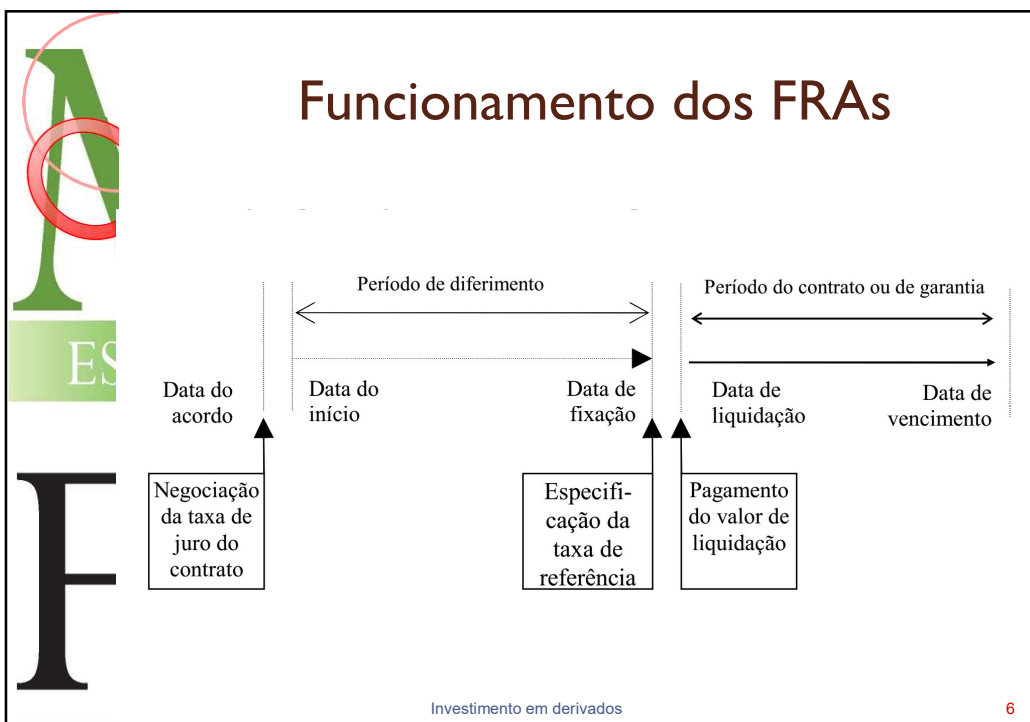 Funcionamento dos FRAs
Período de diferimento
Período do contrato ou de garantia
Data do
acordo
Data do
início
Data de
fixação
Data de
liquidação
Data de
vencimento
Negociação
da taxa de
juro do
contrato
Especifi-
cação da
taxa de
referência
Pagamento
do valor de
liquidação
ES
Investimento em derivados
6